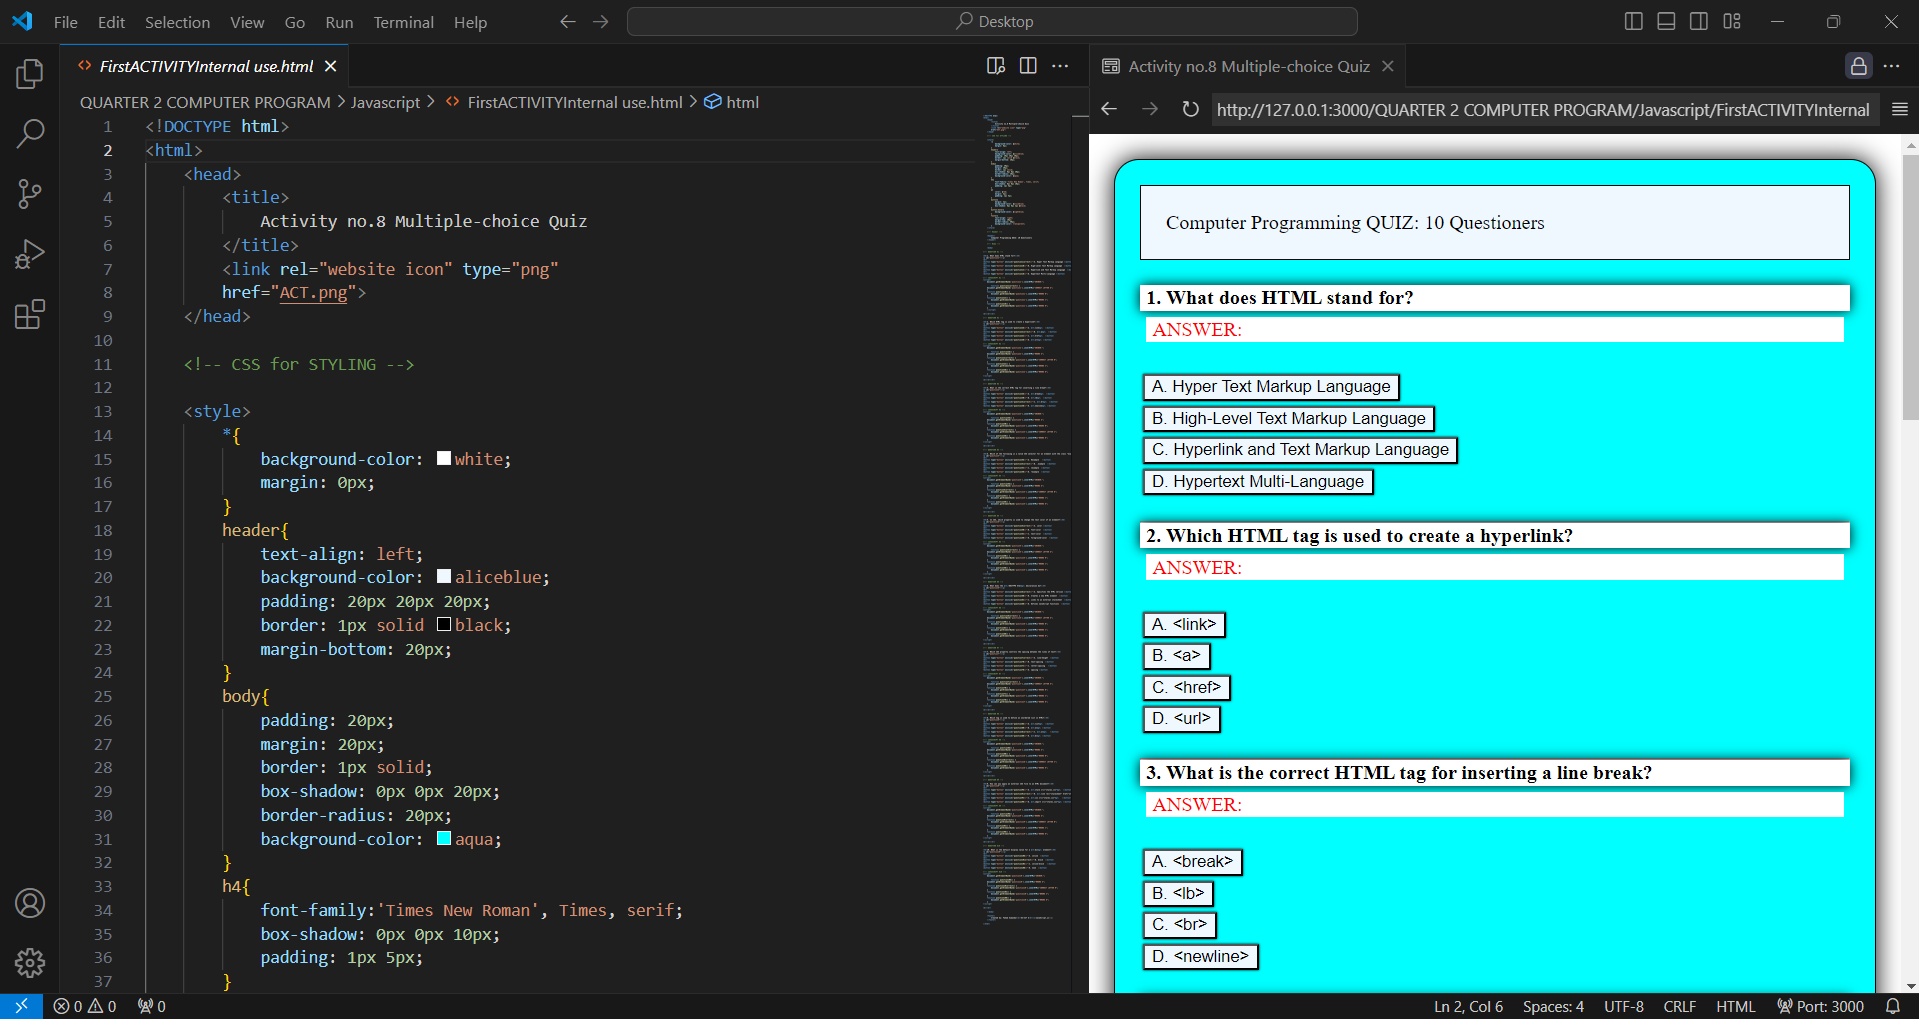 File Edit Selection View Go Run Terminal Help
Desktop
FirstACTIVITYInternal use.html
QUARTER 2 COMPUTER PROGRAM > Javascript > FirstACTIVITYInternal use.html > html
1 <!DOCTYPE html>
2 <html>
3 <head>
4 <title>
5 Activity no.8 Multiple-choice Quiz
6 </title>
7 <link rel="website icon" type="png"
8 href="ACT.png">
9 </head>
10
11 <!-- CSS for STYLING -->
12
13 <style>
14 *{
15 background-color: white;
16 margin: 0px;
17 }
18 header{
19 text-align: left;
20 background-color: aliceblue;
21 padding: 20px 20px 20px;
22 border: 1px solid black;
23 margin-bottom: 20px;
24 }
25 body{
26 padding: 20px;
27 margin: 20px;
28 border: 1px solid;
29 box-shadow: 0px 0px 20px;
30 border-radius: 20px;
31 background-color: aqua;
32 }
33 h4{
34 font-family:'Times New Roman', Times, serif;
35 box-shadow: 0px 0px 10px;
36 padding: 1px 5px;
37 }
Activity no.8 Multiple-choice Quiz
http://127.0.0.1:3000/QUARTER 2 COMPUTER PROGRAM/Javascript/FirstACTIVITYInternal
Computer Programming QUIZ: 10 Questioners
1. What does HTML stand for?
ANSWER:
A. Hyper Text Markup Language
B. High-Level Text Markup Language
C. Hyperlink and Text Markup Language
D. Hypertext Multi-Language
2. Which HTML tag is used to create a hyperlink?
ANSWER:
A. <link>
B. <a>
C. <href>
D. <url>
3. What is the correct HTML tag for inserting a line break?
ANSWER:
A. <break>
B. <lb>
C. <br>
D. <newline>
0 0 0
Ln 2, Col 6 Spaces: 4 UTF-8 CRLF HTML Port: 3000